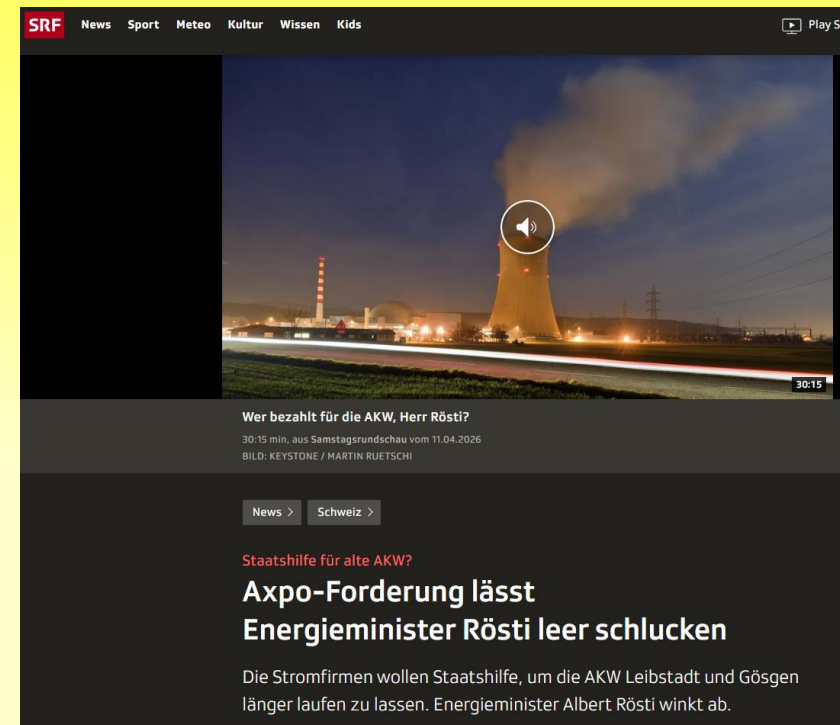 SRF News Sport Meteo Kultur Wissen Kids Play S
30:15
Wer bezahlt für die AKW, Herr Rösti?
30:15 min, aus Samstagsrundschau vom 11.04.2026
BILD: KEYSTONE / MARTIN RUETSCHI
News > Schweiz >
Staatshilfe für alte AKW?
Axpo-Forderung lässt
Energieminister Rösti leer schlucken
Die Stromfirmen wollen Staatshilfe, um die AKW Leibstadt und Gösgen
länger laufen zu lassen. Energieminister Albert Rösti winkt ab.